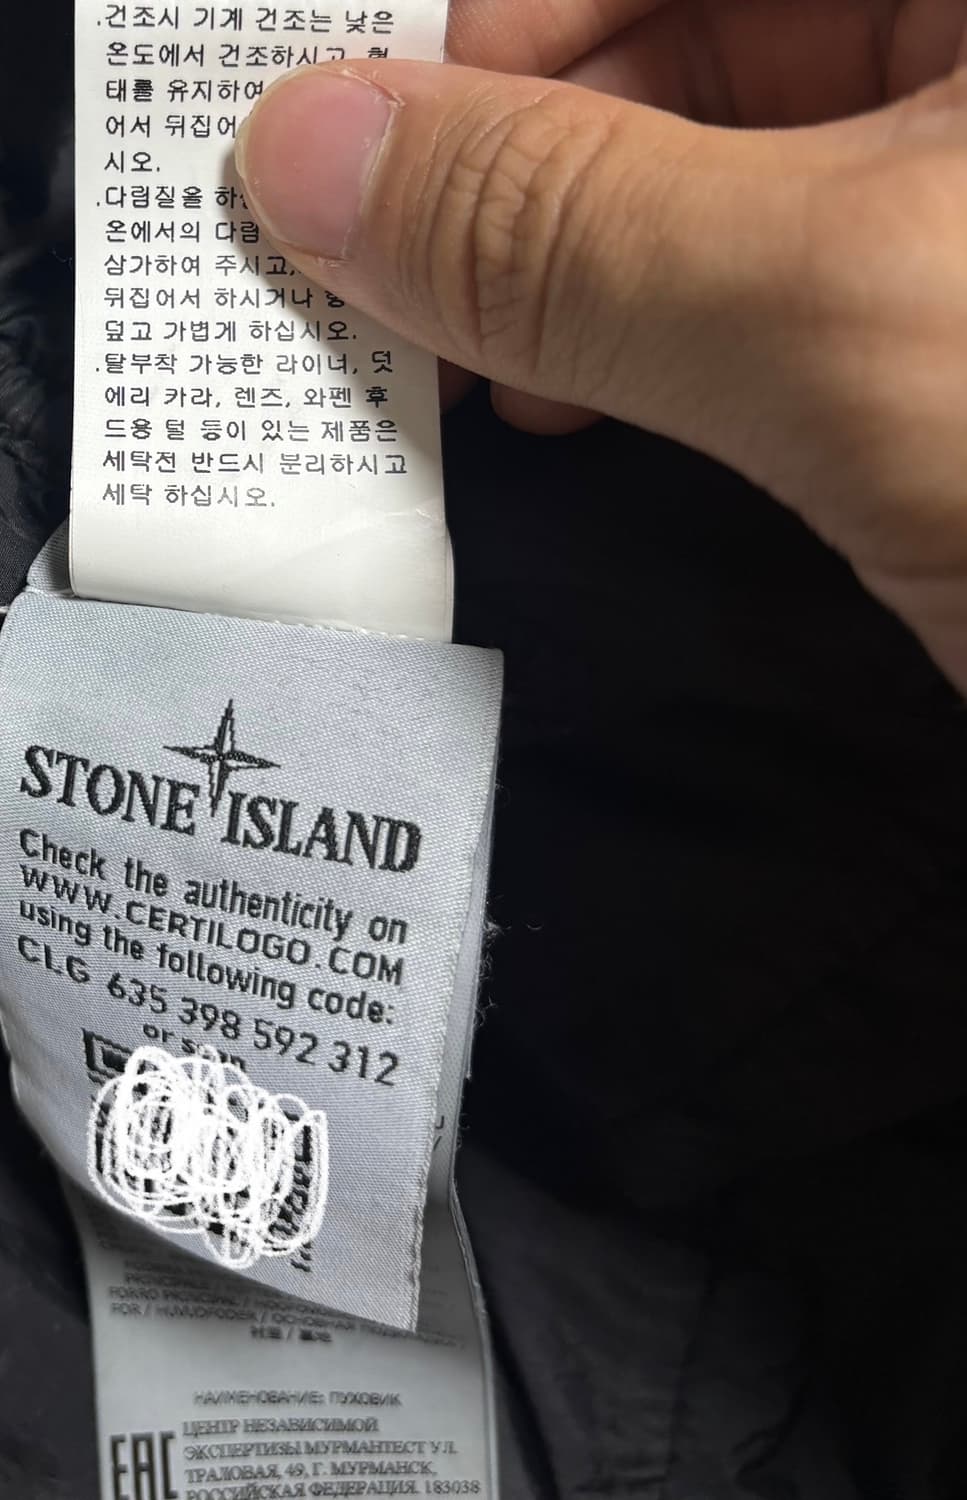 .건조시 기계 건조는 낮은
온도에서 건조하시고 형
태를 유지하여
어서 뒤집어
시오.
.다림질을
온에서의 다림
삼가하여 주시고,
뒤집어서 하시거나
덮고 가볍게 하십시오.
.탈부착 가능한 라이너, 덧
에리 카라, 렌즈, 와펜 후
드용 털 등이 있는 제품은
세탁전 반드시 분리하시고
세탁 하십시오.
STONE ISLAND
Check the authenticity on
WWW.CERTILOGO.COM
using the following code:
CLG 635 398 592 312
or
НАИМЕНОВАНИЕ: ПУХОВИК
EAC
ЦЕНТР НЕЗАВИСИМОЙ
ЭКСПЕРТИЗЫ МУРМАНТЕСТ УЛ.
ТРАЛОВАЯ, 49, Г. МУРМАНСК,
РОССИЙСКАЯ ФЕДЕРАЦИЯ, 183038